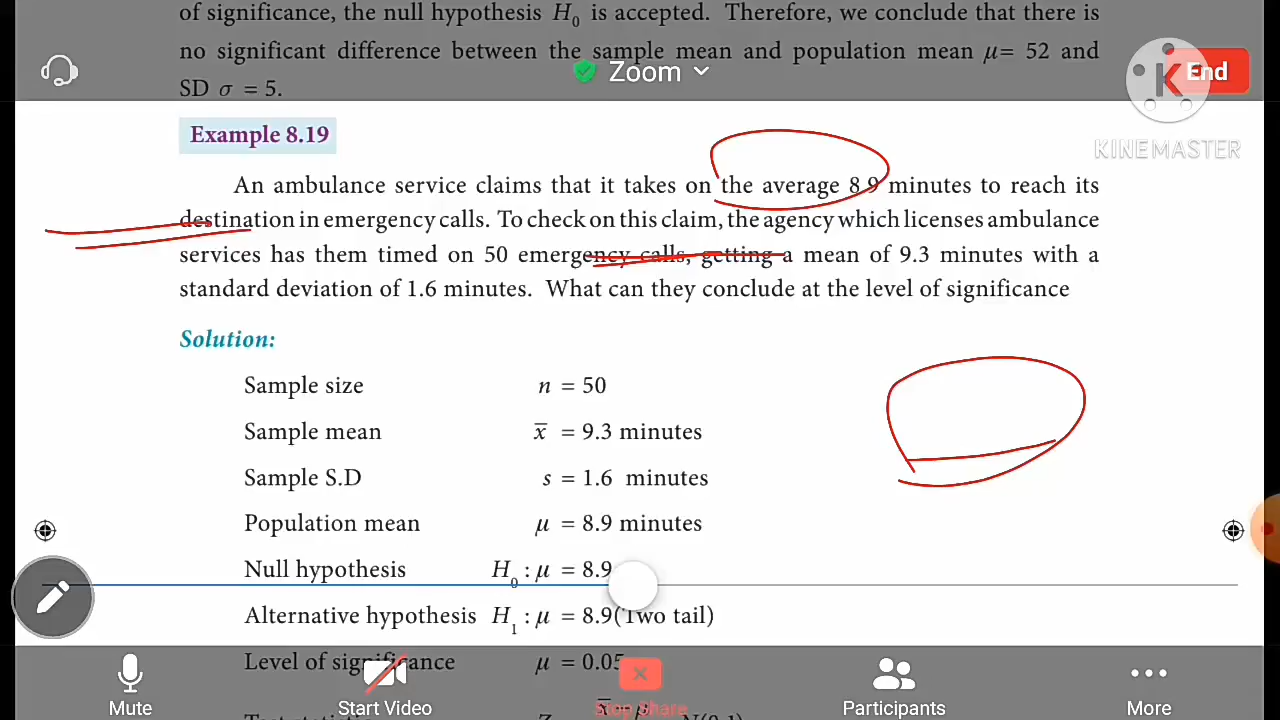 of significance, the null hypothesis H0 is accepted. Therefore, we conclude that there is
no significant difference between the sample mean and population mean μ= 52 and
Zoom
End
SD σ = 5.
Example 8.19
KINEMASTER
An ambulance service claims that it takes on the average 8.9 minutes to reach its
destination in emergency calls. To check on this claim, the agency which licenses ambulance
services has them timed on 50 emergency calls, getting a mean of 9.3 minutes with a
standard deviation of 1.6 minutes. What can they conclude at the level of significance
Solution:
Sample size n = 50
Sample mean x̅ = 9.3 minutes
Sample S.D s = 1.6 minutes
Population mean μ = 8.9 minutes
Null hypothesis H0 : μ = 8.9
Alternative hypothesis H1 : μ = 8.9(Two tail)
Level of significance μ = 0.05
Mute
Start Video
Stop Share
Participants
More